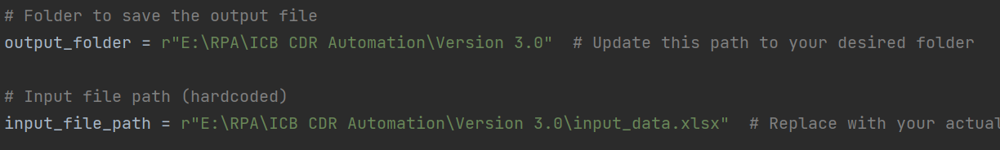 # Folder to save the output file
output_folder = r"E:\RPA\ICB CDR Automation\Version 3.0"  # Update this path to your desired folder
# Input file path (hardcoded)
input_file_path = r"E:\RPA\ICB CDR Automation\Version 3.0\input_data.xlsx"  # Replace with your actual